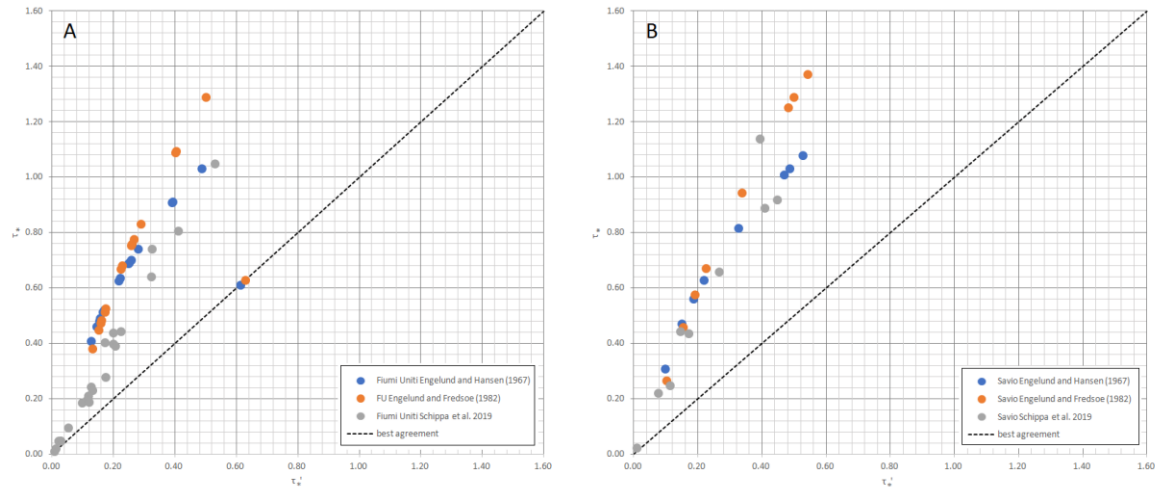 A
1.60
1.40
1.20
1.00
0.80
0.60
0.40
0.20
0.00
τ*
0.00 0.20 0.40 0.60 0.80 1.00 1.20 1.40 1.60
τ*'
Fiumi Uniti Engelund and Hansen (1967)
FU Engelund and Fredsoe (1982)
Fiumi Uniti Schippa et al. 2019
best agreement
B
1.60
1.40
1.20
1.00
0.80
0.60
0.40
0.20
0.00
τ*
0.00 0.20 0.40 0.60 0.80 1.00 1.20 1.40 1.60
τ*'
Savio Engelund and Hansen (1967)
Savio Engelund and Fredsoe (1982)
Savio Schippa et al. 2019
best agreement